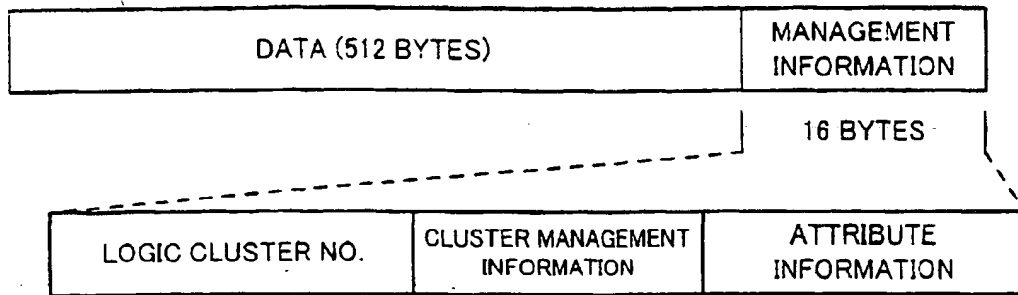 DATA (512 BYTES)
MANAGEMENT
INFORMATION
16 BYTES
LOGIC CLUSTER NO.
CLUSTER MANAGEMENT
INFORMATION
ATTRIBUTE
INFORMATION